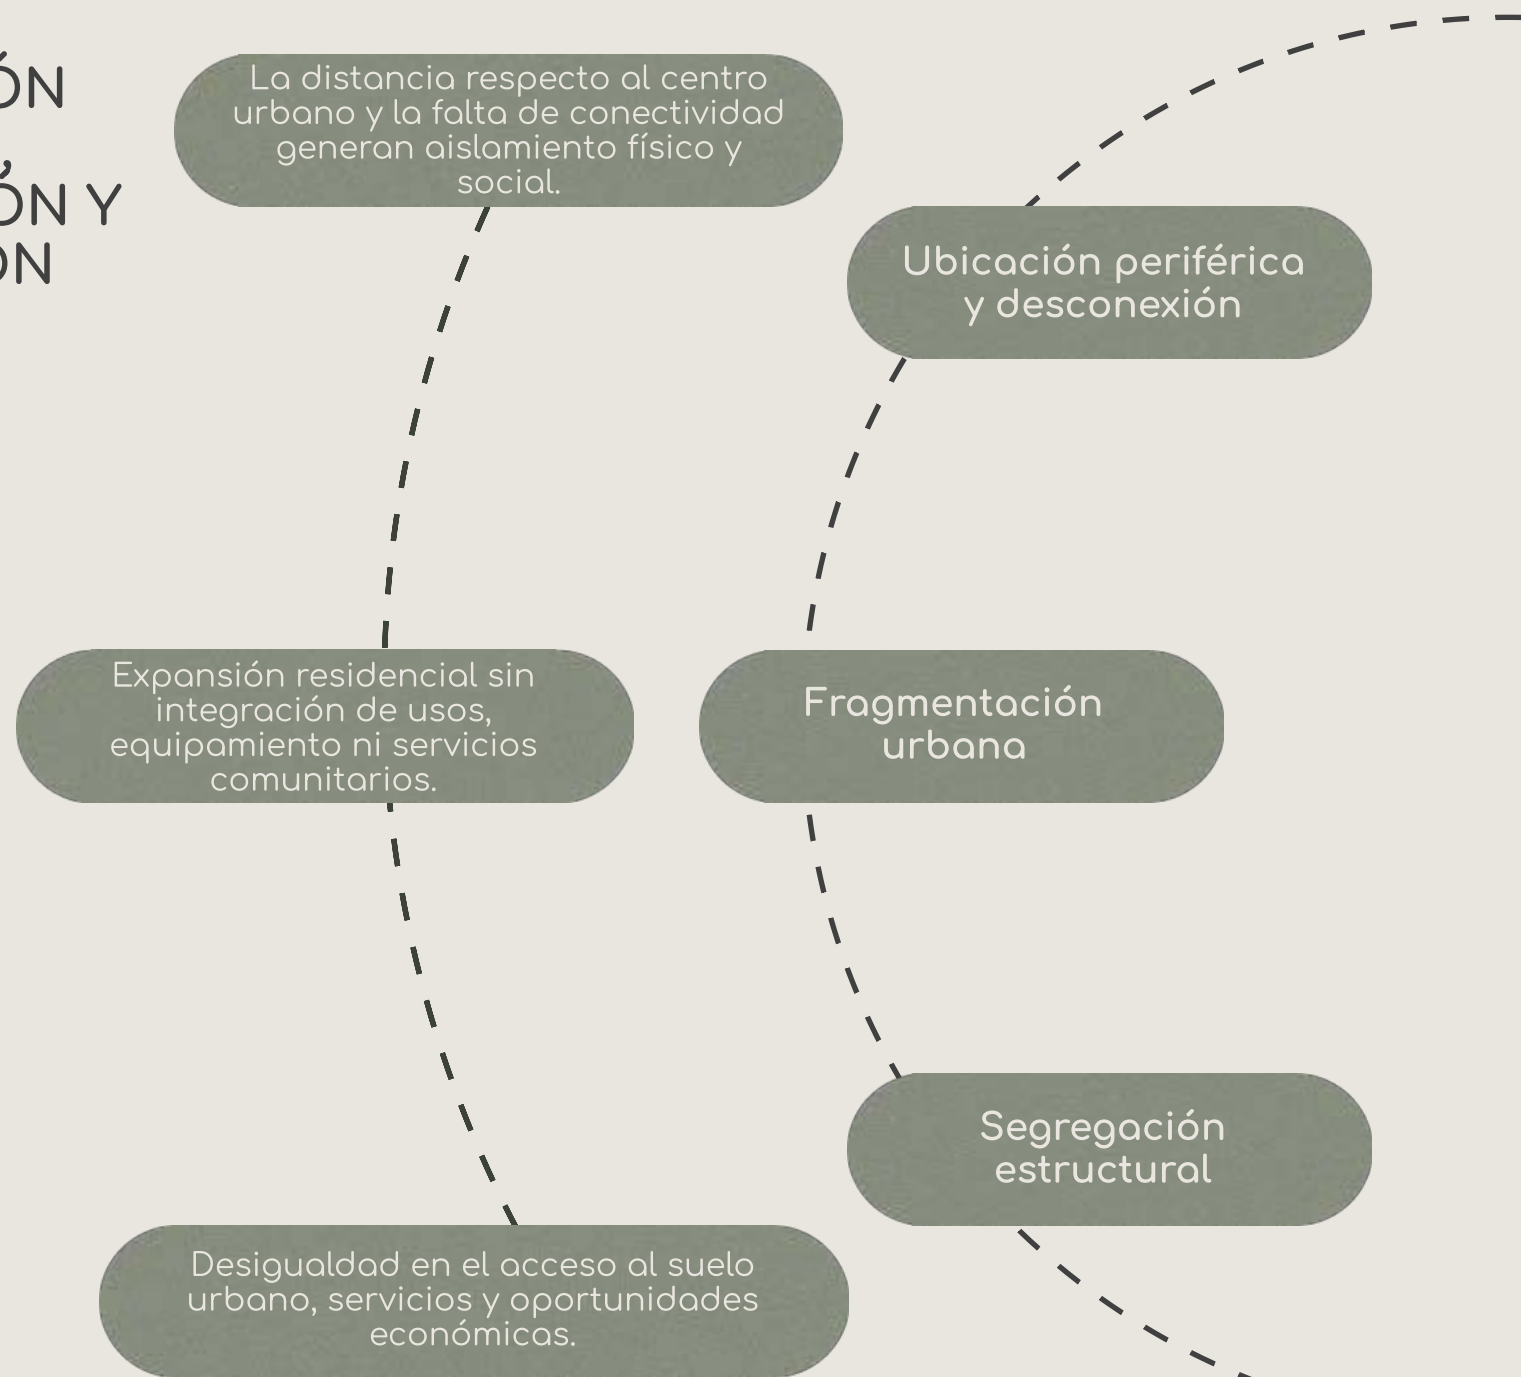 ÓN
ÓN Y
ÓN
La distancia respecto al centro
urbano y la falta de conectividad
generan aislamiento físico y
social.
Ubicación periférica
y desconexión
Expansión residencial sin
integración de usos,
equipamiento ni servicios
comunitarios.
Fragmentación
urbana
Segregación
estructural
Desigualdad en el acceso al suelo
urbano, servicios y oportunidades
económicas.